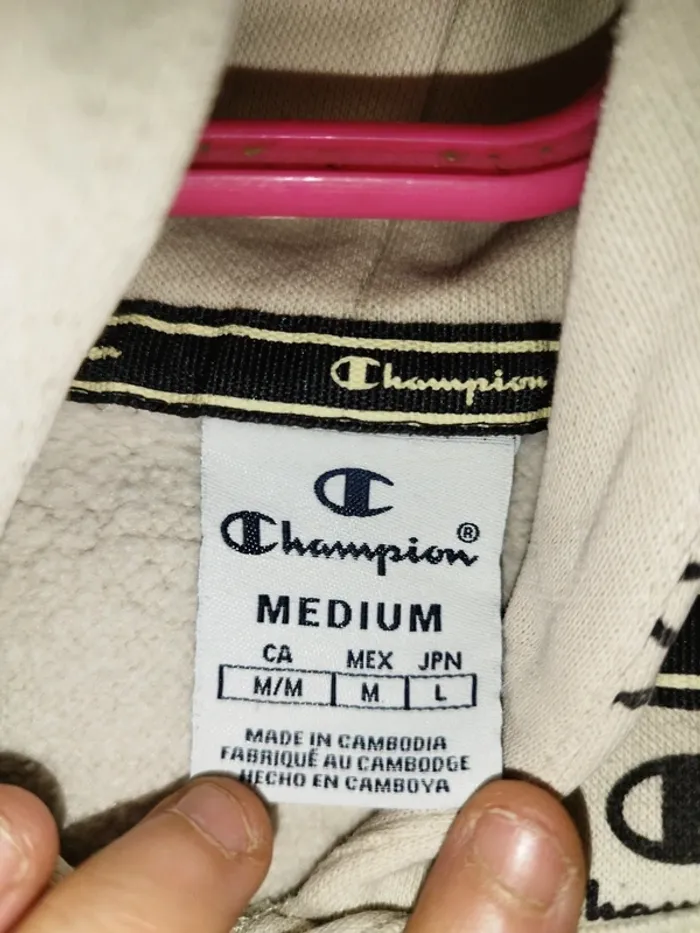 Champion
Champion®
MEDIUM
CA MEX JPN
M/M M L
MADE IN CAMBODIA
FABRIQUÉ AU CAMBODGE
HECHO EN CAMBOYA